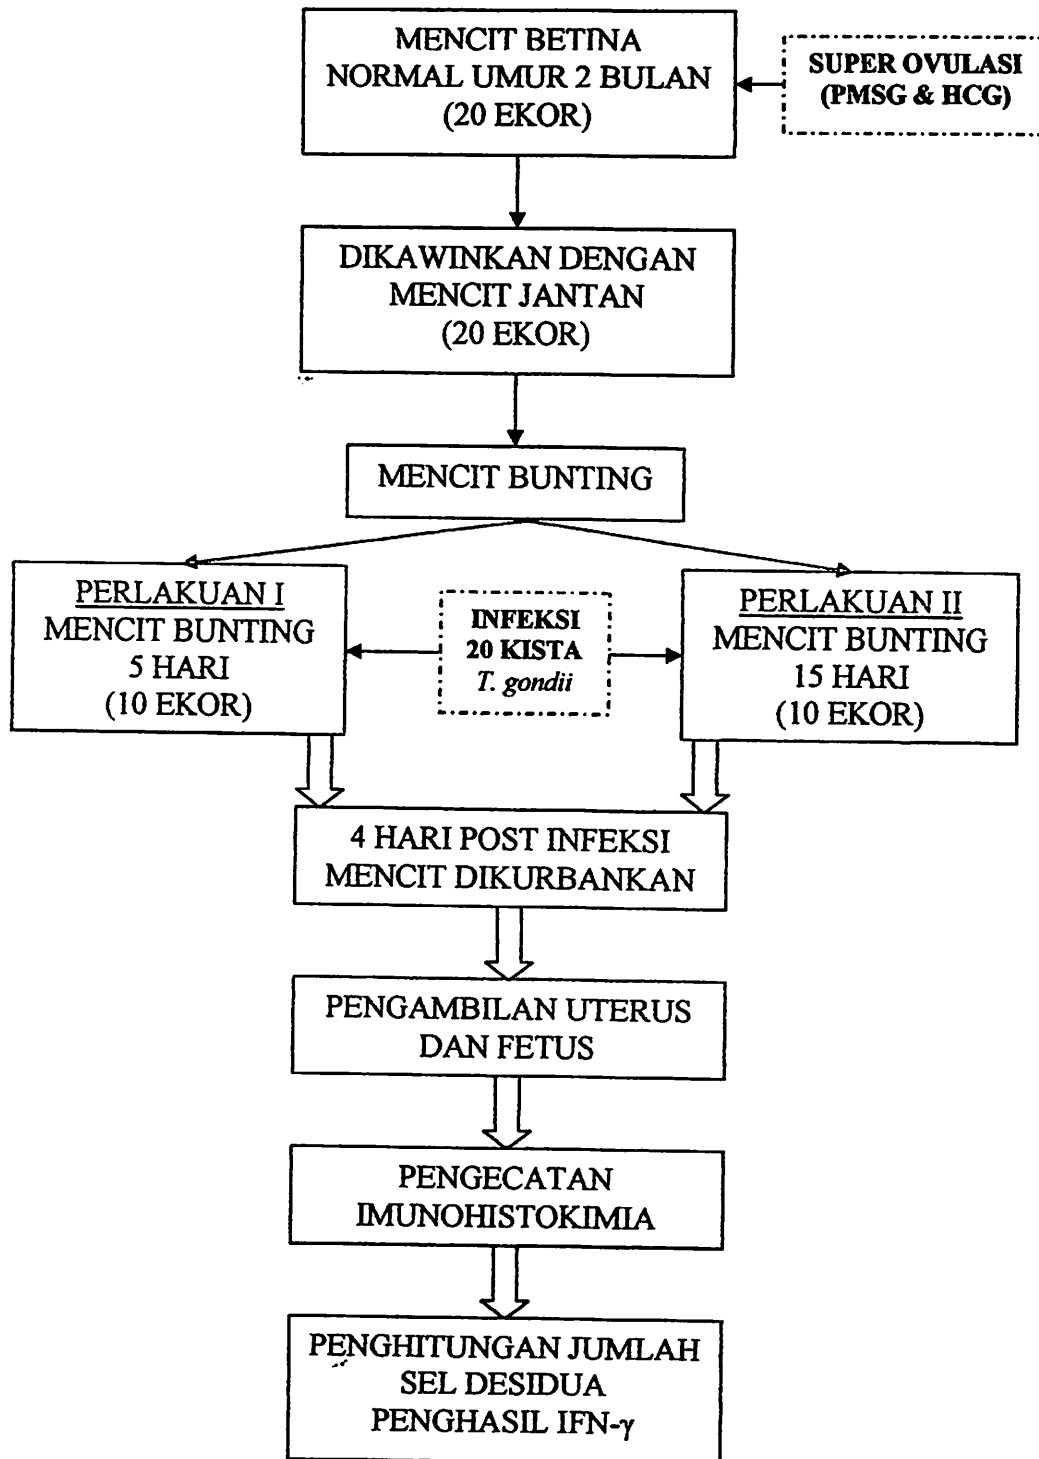 MENCIT BETINA
NORMAL UMUR 2 BULAN
(20 EKOR)
SUPER OVULASI
(PMSG & HCG)
DIKAWINKAN DENGAN
MENCIT JANTAN
(20 EKOR)
MENCIT BUNTING
PERLAKUAN I
MENCIT BUNTING
5 HARI
(10 EKOR)
INFEKSI
20 KISTA
T. gondii
PERLAKUAN II
MENCIT BUNTING
15 HARI
(10 EKOR)
4 HARI POST INFEKSI
MENCIT DIKURBANKAN
PENGAMBILAN UTERUS
DAN FETUS
PENGECATAN
IMUNOHISTOKIMIA
PENGHITUNGAN JUMLAH
SEL DESIDUA
PENGHASIL IFN-γ